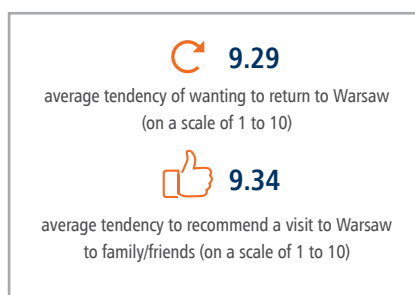 9.29
average tendency of wanting to return to Warsaw
(on a scale of 1 to 10)
9.34
average tendency to recommend a visit to Warsaw
to family/friends (on a scale of 1 to 10)